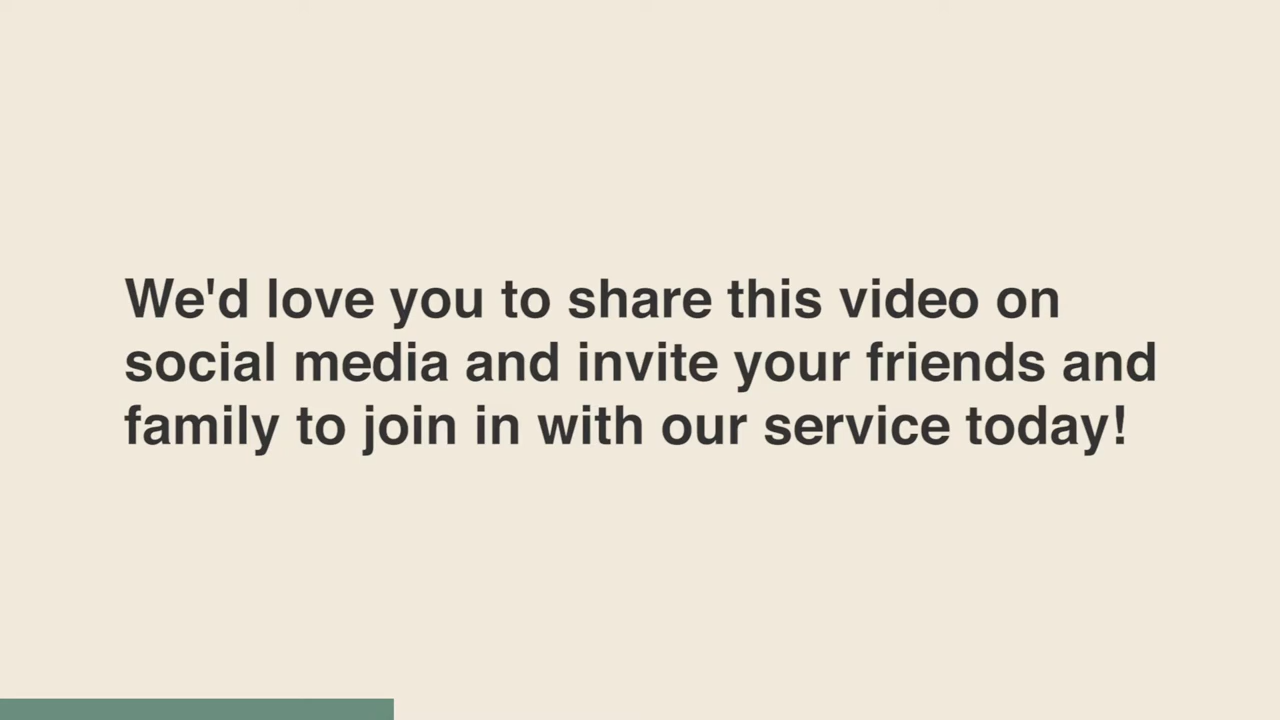 We'd love you to share this video on
social media and invite your friends and
family to join in with our service today!